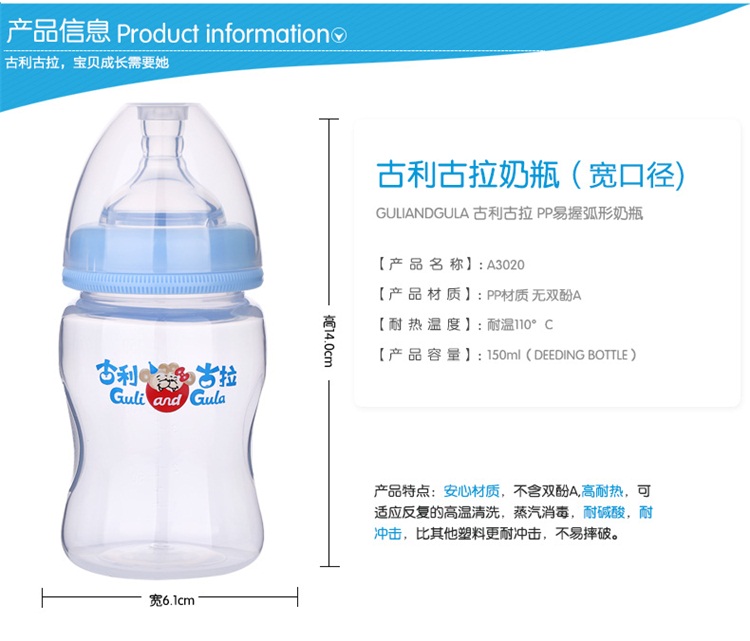 产品信息 Product information
古利古拉，宝贝成长需要她
古利古拉奶瓶（宽口径)
GULIANDGULA 古利古拉 PP易握弧形奶瓶
【产品名称】: A3020
【产品材质】: PP材质 无双酚A
【耐热温度】: 耐温110° C
【产品容量】: 150ml（DEEDING BOTTLE）
高14.0cm
古利 古拉
Guli and Gula
产品特点：安心材质，不含双酚A,高耐热，可
适应反复的高温清洗，蒸汽消毒，耐碱酸，耐
冲击，比其他塑料更耐冲击，不易摔破。
宽6.1cm